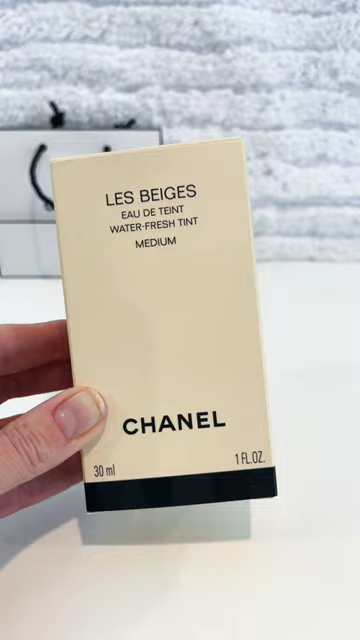 LES BEIGES
EAU DE TEINT
WATER-FRESH TINT
MEDIUM
CHANEL
30 ml 1 FL.OZ.